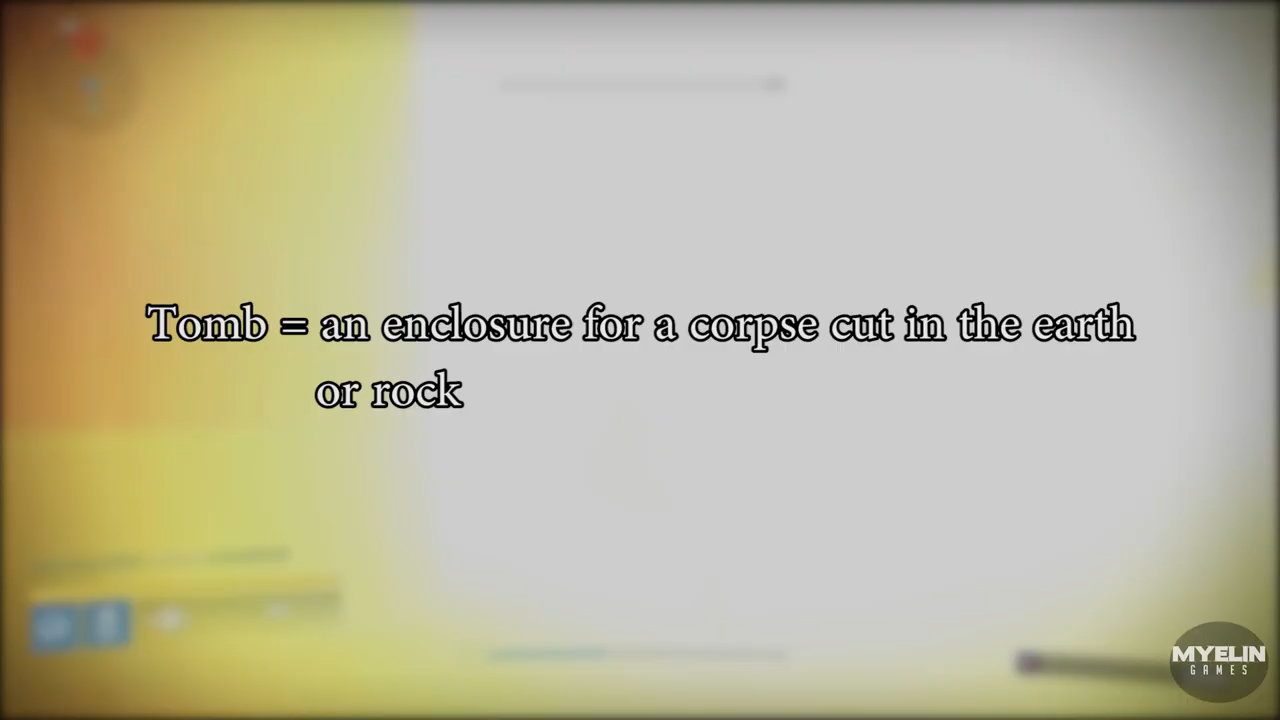 Tomb = an enclosure for a corpse cut in the earth
or rock
MYELIN
GAMES